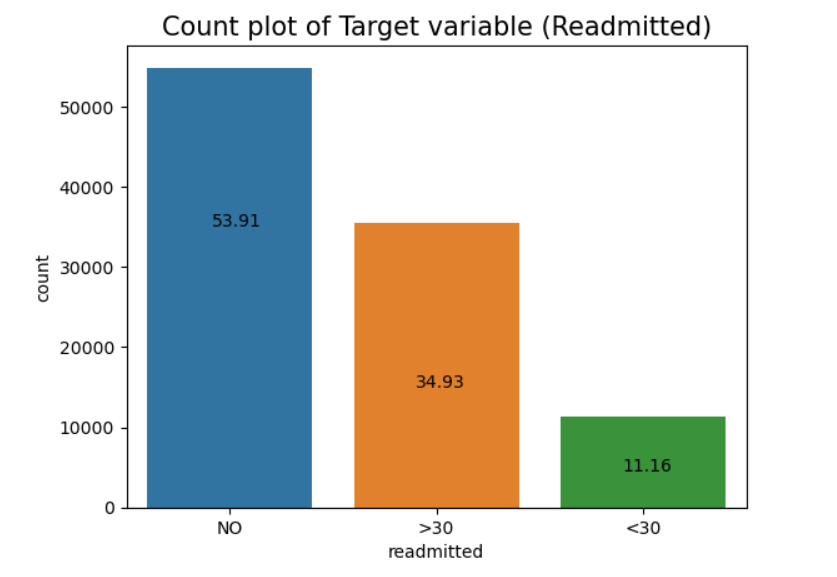 Count plot of Target variable (Readmitted)
50000
40000
30000
20000
10000
0
count
53.91
34.93
11.16
NO
>30
<30
readmitted